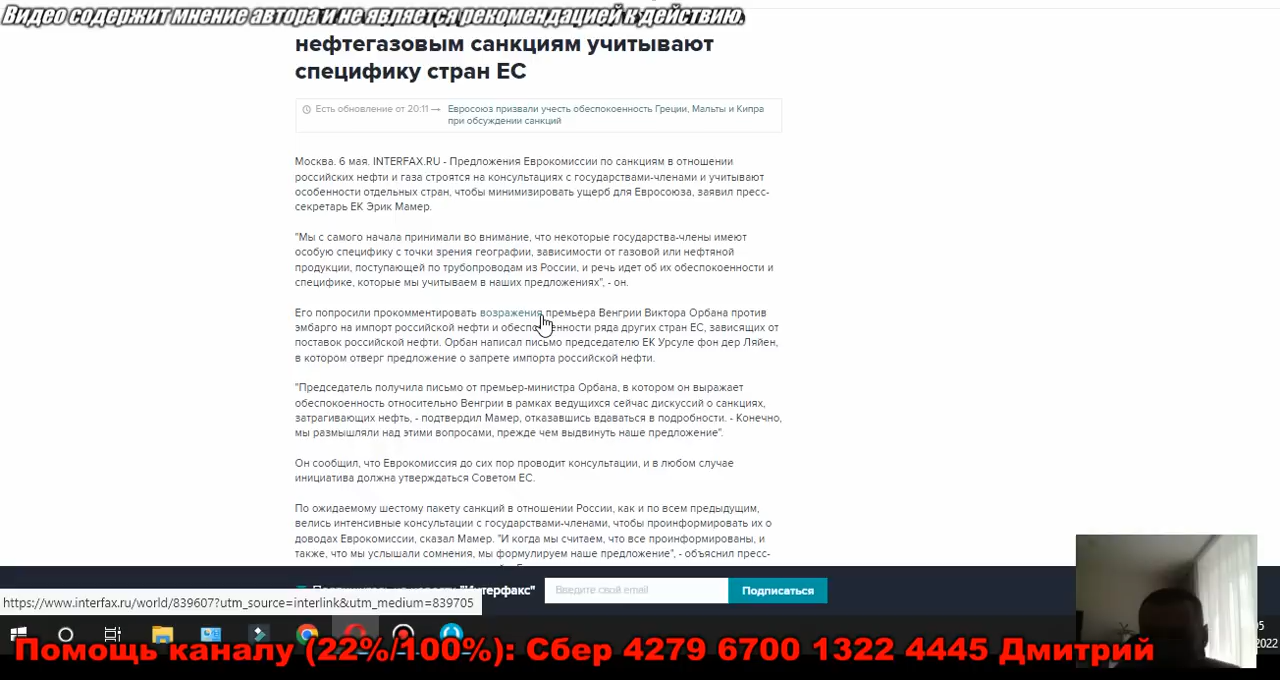 Видео содержит мнение автора и не является рекомендацией к действию.
нефтегазовым санкциям учитывают
специфику стран ЕС
Есть обновление от 20:11 → Евросоюз призвали учесть обеспокоенность Греции, Мальты и Кипра
при обсуждении санкций
Москва. 6 мая. INTERFAX.RU - Предложения Еврокомиссии по санкциям в отношении
российских нефти и газа строятся на консультациях с государствами-членами и учитывают
особенности отдельных стран, чтобы минимизировать ущерб для Евросоюза, заявил пресс-
секретарь ЕК Эрик Мамер.
"Мы с самого начала принимали во внимание, что некоторые государства-члены имеют
особую специфику с точки зрения географии, зависимости от газовой или нефтяной
продукции, поступающей по трубопроводам из России, и речь идет об их обеспокоенности и
специфике, которые мы учитываем в наших предложениях", - он.
Его попросили прокомментировать возражения премьера Венгрии Виктора Орбана против
эмбарго на импорт российской нефти и обеспокоенности ряда других стран ЕС, зависящих от
поставок российской нефти. Орбан написал письмо председателю ЕК Урсуле фон дер Ляйен,
в котором отверг предложение о запрете импорта российской нефти.
"Председатель получила письмо от премьер-министра Орбана, в котором он выражает
обеспокоенность относительно Венгрии в рамках ведущихся сейчас дискуссий о санкциях,
затрагивающих нефть, - подтвердил Мамер, отказавшись вдаваться в подробности. - Конечно,
мы размышляли над этими вопросами, прежде чем выдвинуть наше предложение".
Он сообщил, что Еврокомиссия до сих пор проводит консультации, и в любом случае
инициатива должна утверждаться Советом ЕС.
По ожидаемому шестому пакету санкций в отношении России, как и по всем предыдущим,
велись интенсивные консультации с государствами-членами, чтобы проинформировать их о
доводах Еврокомиссии, сказал Мамер. "И когда мы считаем, что все проинформированы, и
также, что мы услышали сомнения, мы формулируем наше предложение", - объяснил пресс-
"Интерфакс" Введите свой email Подписаться
https://www.interfax.ru/world/839607?utm_source=interlink&utm_medium=839705
Помощь каналу (22%/100%): Сбер 4279 6700 1322 4445 Дмитрий